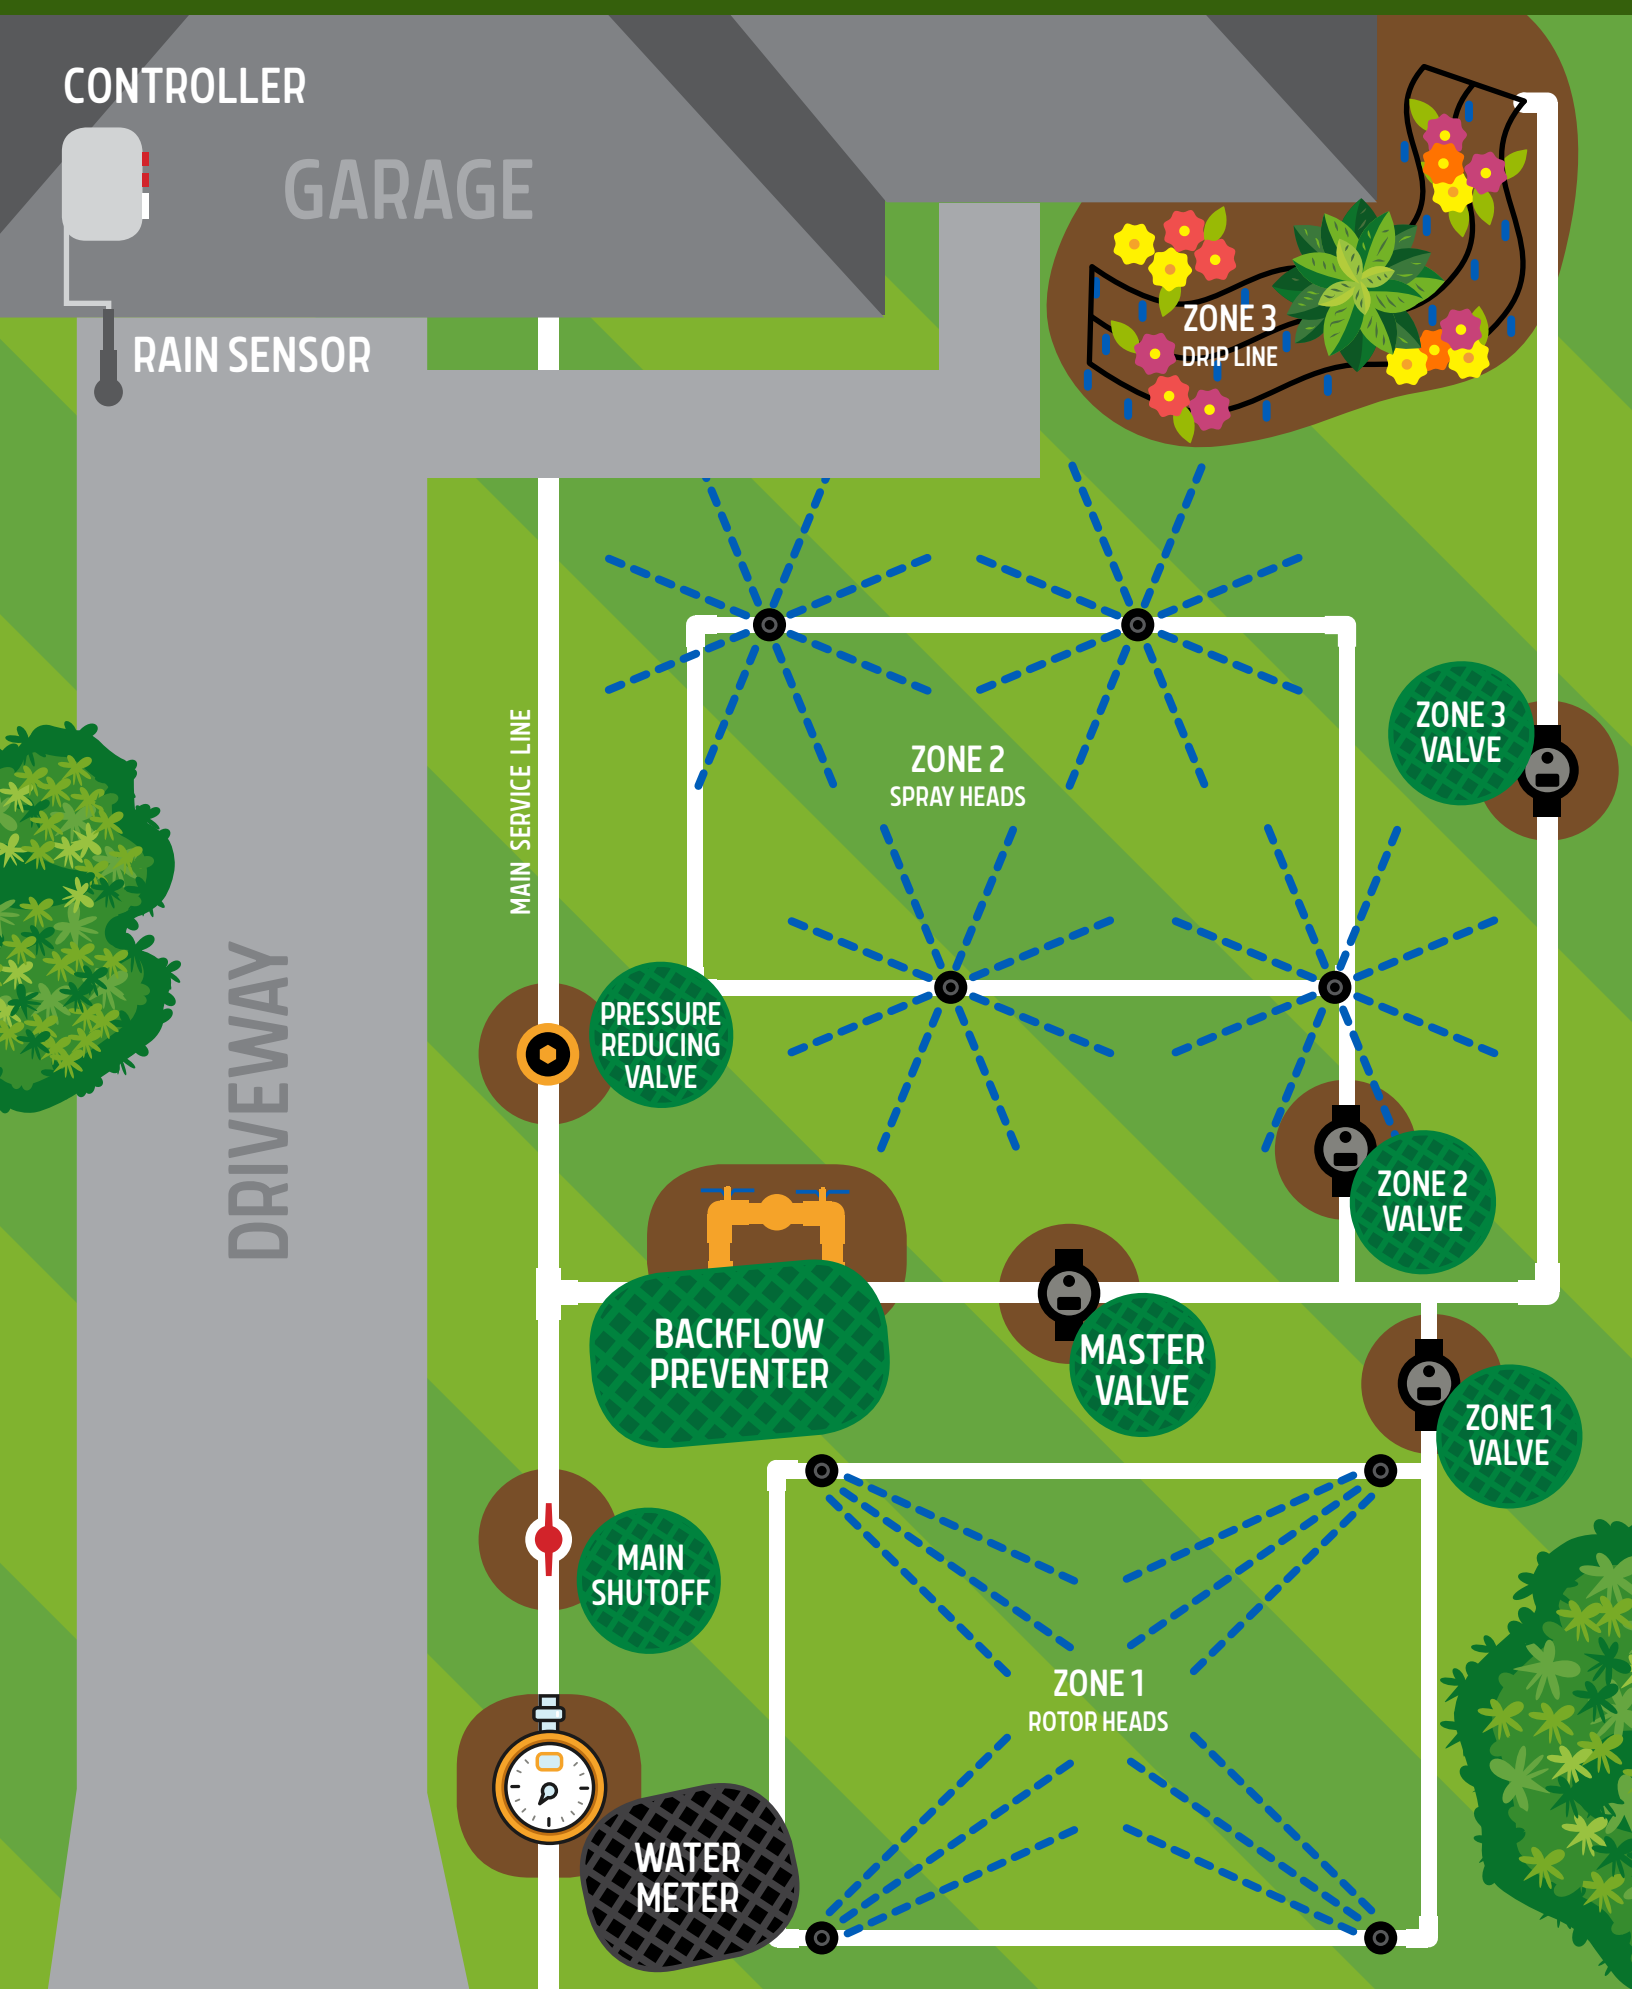 CONTROLLER
GARAGE
RAIN SENSOR
ZONE 3
DRIP LINE
MAIN SERVICE LINE
ZONE 2
SPRAY HEADS
ZONE 3
VALVE
PRESSURE
REDUCING
VALVE
DRIVEWAY
ZONE 2
VALVE
BACKFLOW
PREVENTER
MASTER
VALVE
ZONE 1
VALVE
MAIN
SHUTOFF
ZONE 1
ROTOR HEADS
WATER
METER